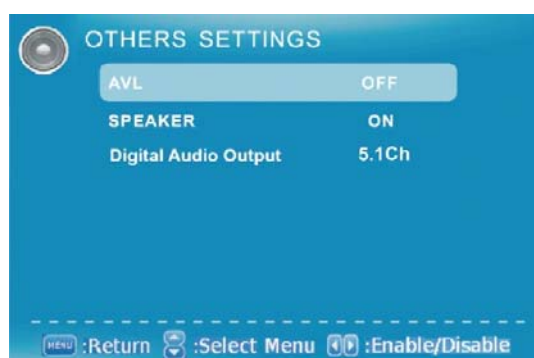 OTHERS SETTINGS
AVL OFF
SPEAKER ON
Digital Audio Output 5.1Ch
MENU :Return :Select Menu :Enable/Disable